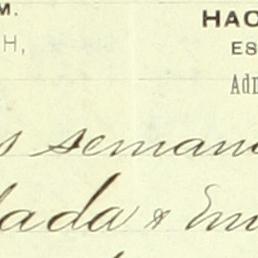 M.
H,
HAC
ES
Adr
s semana
lada & Em